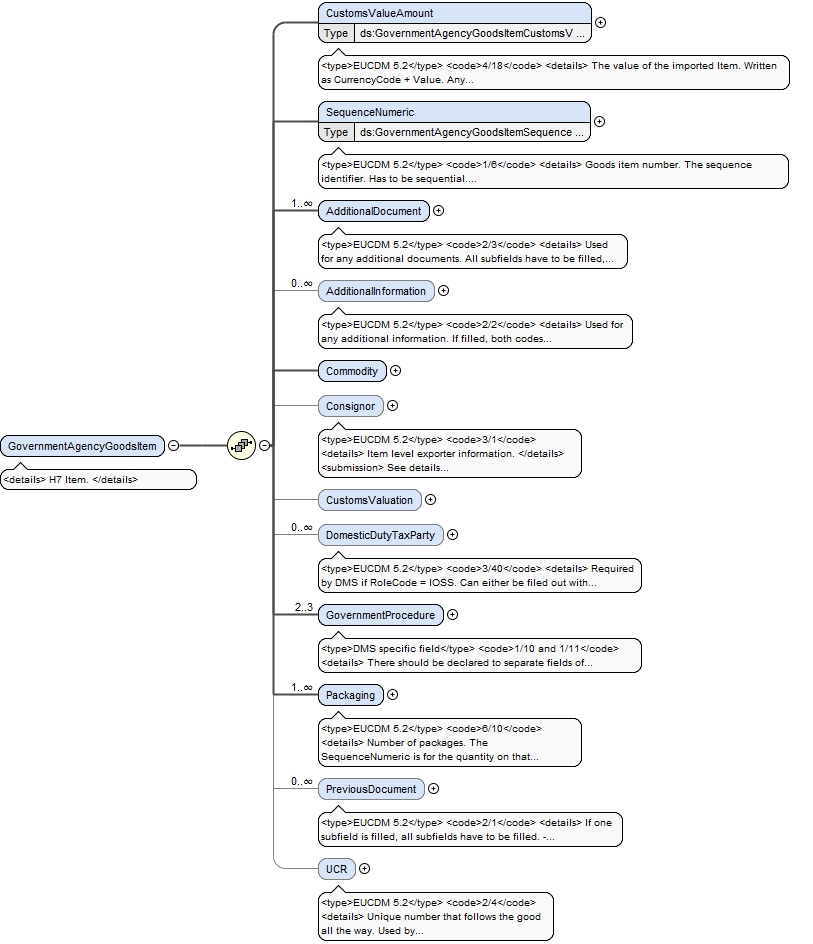 CustomsValueAmount
Type ds:GovernmentAgencyGoodsItemCustomsV ...
<type>EUCDM 5.2</type> <code>4/18</code> <details> The value of the imported Item. Written
as CurrencyCode + Value. Any...
SequenceNumeric
Type ds:GovernmentAgencyGoodsItemSequence ...
<type>EUCDM 5.2</type> <code>1/6</code> <details> Goods item number. The sequence
identifier. Has to be sequential....
1..∞
AdditionalDocument
<type>EUCDM 5.2</type> <code>2/3</code> <details> Used
for any additional documents. All subfields have to be filled,...
0..∞
AdditionalInformation
<type>EUCDM 5.2</type> <code>2/2</code> <details> Used for
any additional information. If filled, both codes...
Commodity
Consignor
<type>EUCDM 5.2</type> <code>3/1</code>
<details> Item level exporter information. </details>
<submission> See details...
GovernmentAgencyGoodsItem
<details> H7 Item. </details>
CustomsValuation
0..∞
DomesticDutyTaxParty
<type>EUCDM 5.2</type> <code>3/40</code> <details> Required
by DMS if RoleCode = IOSS. Can either be filed out with...
2..3
GovernmentProcedure
<type>DMS specific field</type> <code>1/10 and 1/11</code>
<details> There should be declared to separate fields of...
1..∞
Packaging
<type>EUCDM 5.2</type> <code>6/10</code>
<details> Number of packages. The
SequenceNumeric is for the quantity on that...
0..∞
PreviousDocument
<type>EUCDM 5.2</type> <code>2/1</code> <details> If one
subfield is filled, all subfields have to be filled. -...
UCR
<type>EUCDM 5.2</type> <code>2/4</code>
<details> Unique number that follows the good
all the way. Used by...